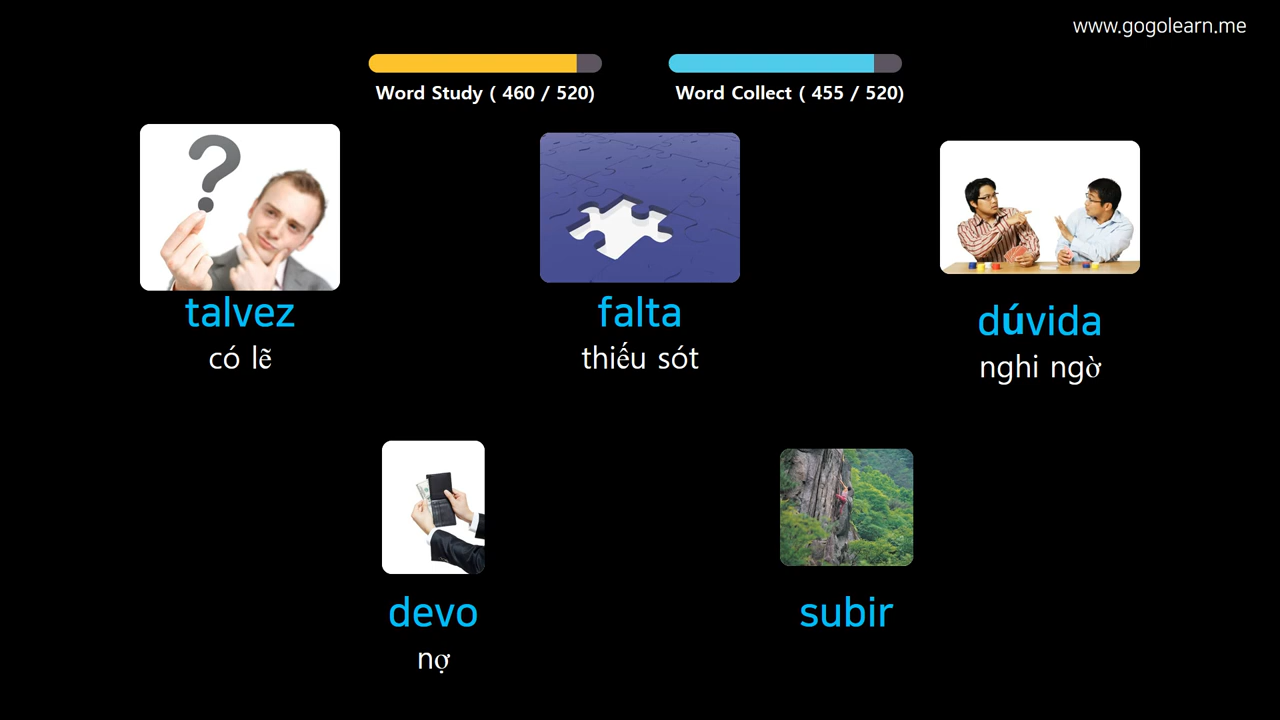 www.gogolearn.me
Word Study ( 460 / 520)
Word Collect ( 455 / 520)
talvez
có lẽ
falta
thiếu sót
dúvida
nghi ngờ
devo
nợ
subir